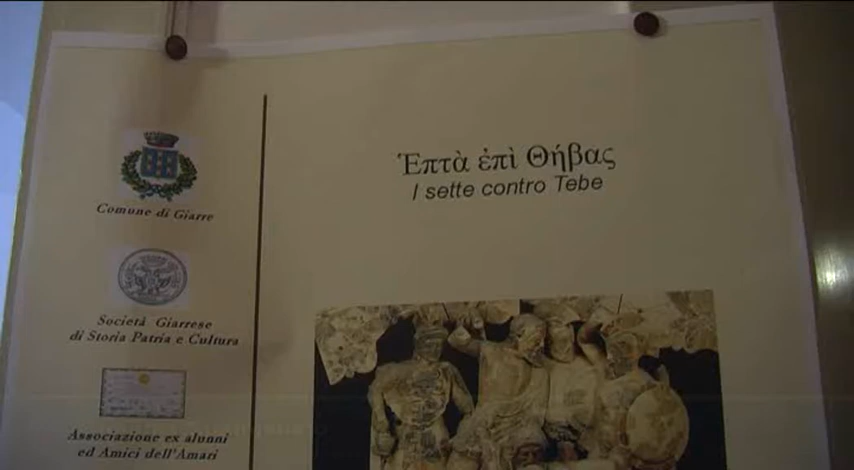 Comune di Giarre
Società Giarrese
di Storia Patria e Cultura
Associazione ex alunni
ed Amici dell'Amari
Ἑπτὰ ἐπὶ Θήβας
I sette contro Tebe